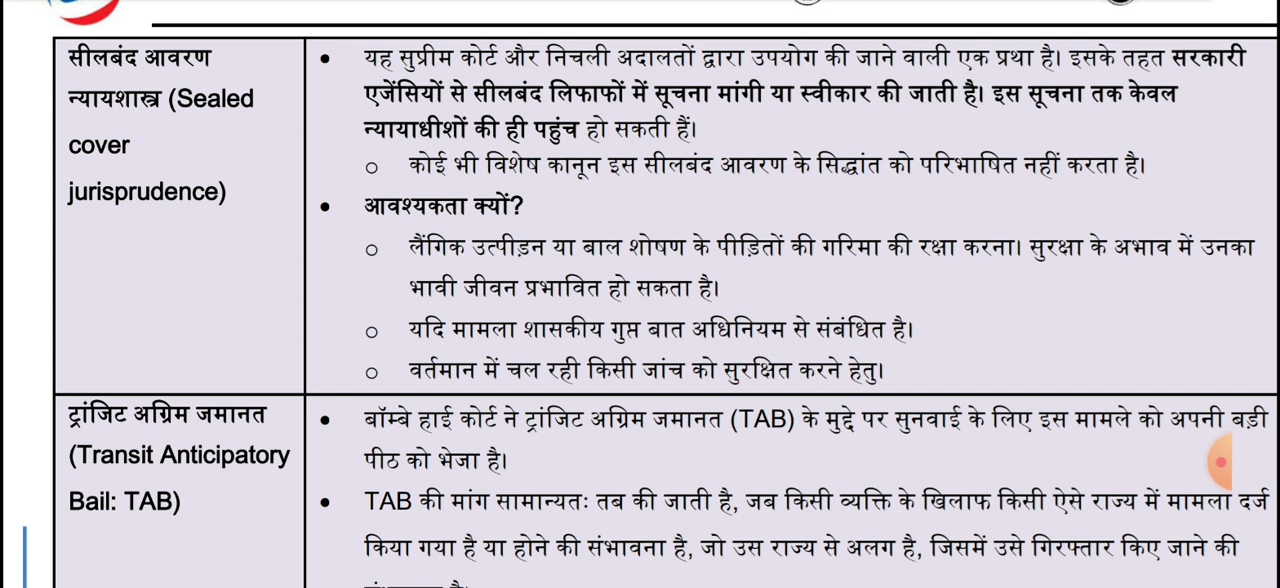 सीलबंद आवरण
न्यायशास्त्र (Sealed
cover
jurisprudence)
• यह सुप्रीम कोर्ट और निचली अदालतों द्वारा उपयोग की जाने वाली एक प्रथा है। इसके तहत सरकारी
एजेंसियों से सीलबंद लिफाफों में सूचना मांगी या स्वीकार की जाती है। इस सूचना तक केवल
न्यायाधीशों की ही पहुंच हो सकती हैं।
o कोई भी विशेष कानून इस सीलबंद आवरण के सिद्धांत को परिभाषित नहीं करता है।
• आवश्यकता क्यों?
o लैंगिक उत्पीड़न या बाल शोषण के पीड़ितों की गरिमा की रक्षा करना। सुरक्षा के अभाव में उनका
भावी जीवन प्रभावित हो सकता है।
o यदि मामला शासकीय गुप्त बात अधिनियम से संबंधित है।
o वर्तमान में चल रही किसी जांच को सुरक्षित करने हेतु।
ट्रांजिट अग्रिम जमानत
(Transit Anticipatory
Bail: TAB)
• बॉम्बे हाई कोर्ट ने ट्रांजिट अग्रिम जमानत (TAB) के मुद्दे पर सुनवाई के लिए इस मामले को अपनी बड़ी
पीठ को भेजा है।
• TAB की मांग सामान्यतः तब की जाती है, जब किसी व्यक्ति के खिलाफ किसी ऐसे राज्य में मामला दर्ज
किया गया है या होने की संभावना है, जो उस राज्य से अलग है, जिसमें उसे गिरफ्तार किए जाने की